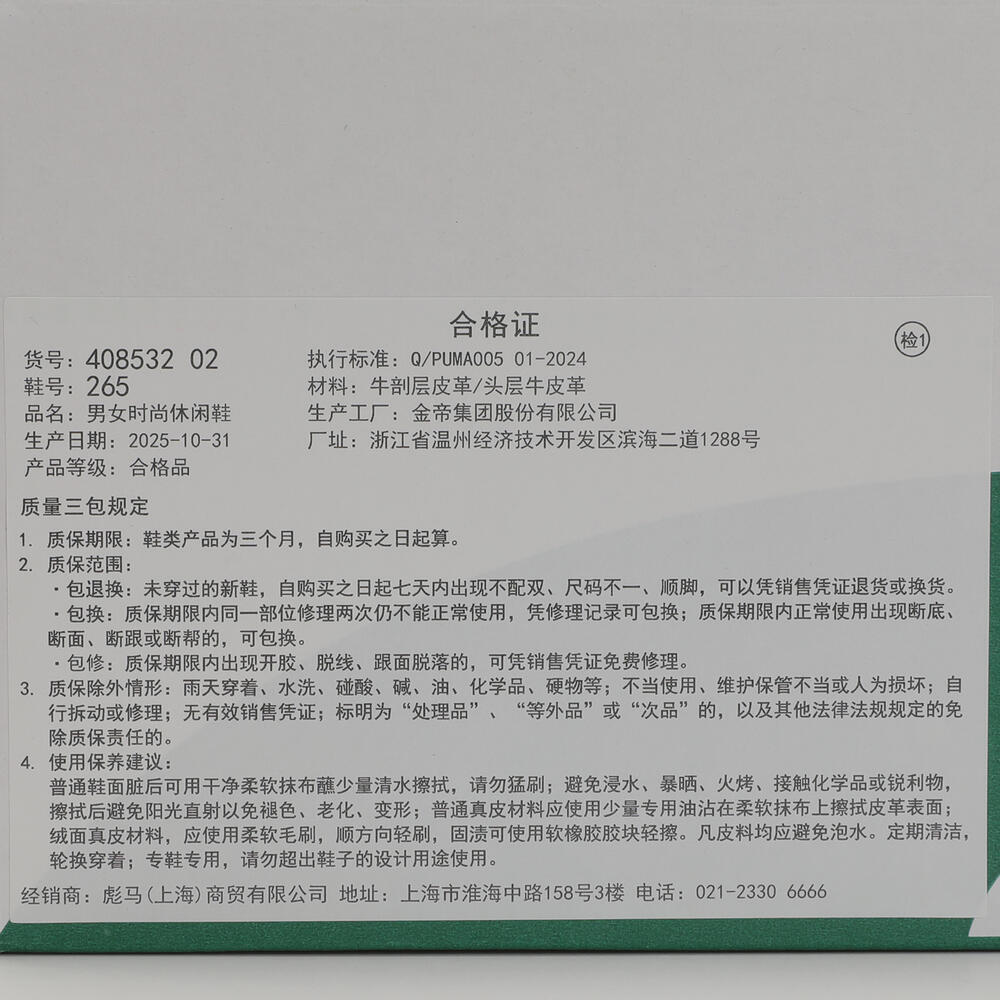 合格证
检1
货号：408532 02 执行标准：Q/PUMA005 01-2024
鞋号：265 材料：牛剖层皮革/头层牛皮革
品名：男女时尚休闲鞋 生产工厂：金帝集团股份有限公司
生产日期：2025-10-31 厂址：浙江省温州经济技术开发区滨海二道1288号
产品等级：合格品
质量三包规定
1. 质保期限：鞋类产品为三个月，自购买之日起算。
2. 质保范围：
·包退换：未穿过的新鞋，自购买之日起七天内出现不配双、尺码不一、顺脚，可以凭销售凭证退货或换货。
·包换：质保期限内同一部位修理两次仍不能正常使用，凭修理记录可包换；质保期限内正常使用出现断底、
断面、断跟或断帮的，可包换。
·包修：质保期限内出现开胶、脱线、跟面脱落的，可凭销售凭证免费修理。
3. 质保除外情形：雨天穿着、水洗、碰酸、碱、油、化学品、硬物等；不当使用、维护保管不当或人为损坏；自
行拆动或修理；无有效销售凭证；标明为“处理品”、“等外品”或“次品”的，以及其他法律法规规定的免
除质保责任的。
4. 使用保养建议：
普通鞋面脏后可用干净柔软抹布蘸少量清水擦拭，请勿猛刷；避免浸水、暴晒、火烤、接触化学品或锐利物，
擦拭后避免阳光直射以免褪色、老化、变形；普通真皮材料应使用少量专用油沾在柔软抹布上擦拭皮革表面；
绒面真皮材料，应使用柔软毛刷，顺方向轻刷，固渍可使用软橡胶胶块轻擦。凡皮料均应避免泡水。定期清洁，
轮换穿着；专鞋专用，请勿超出鞋子的设计用途使用。
经销商：彪马(上海)商贸有限公司 地址：上海市淮海中路158号3楼 电话：021-2330 6666